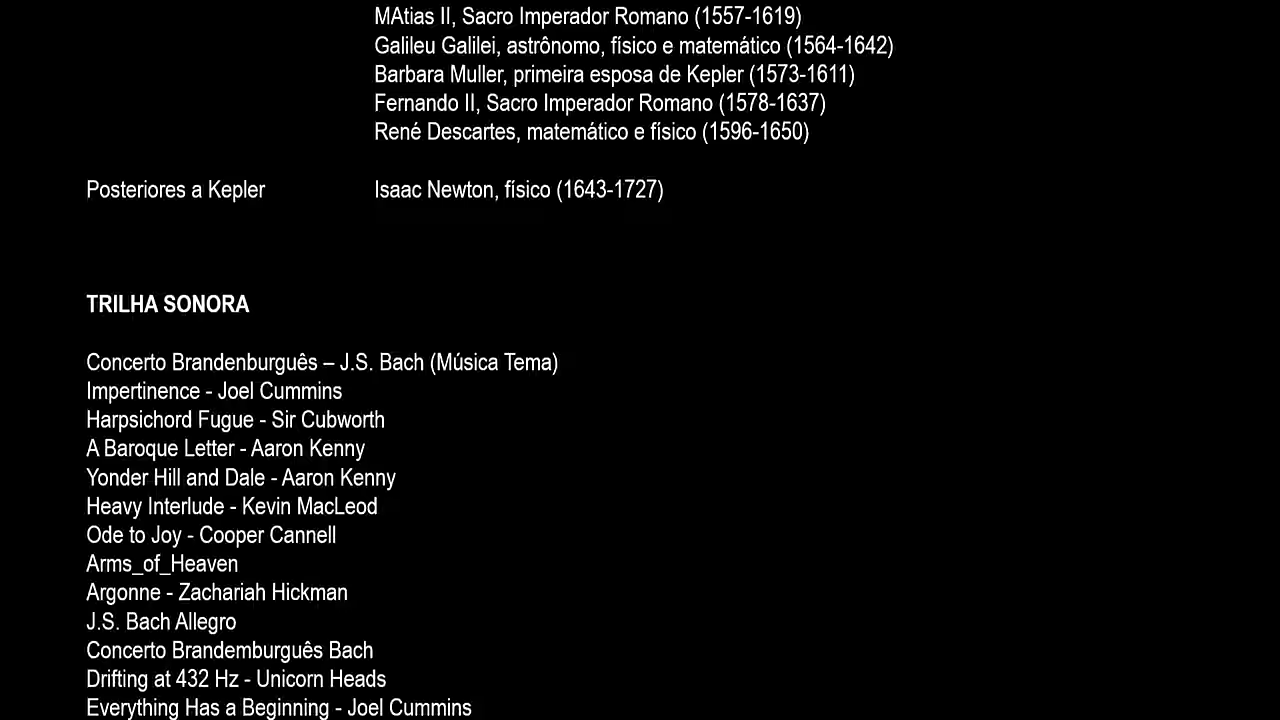 MAtias II, Sacro Imperador Romano (1557-1619)
Galileu Galilei, astrônomo, físico e matemático (1564-1642)
Barbara Muller, primeira esposa de Kepler (1573-1611)
Fernando II, Sacro Imperador Romano (1578-1637)
René Descartes, matemático e físico (1596-1650)
Posteriores a Kepler Isaac Newton, físico (1643-1727)
TRILHA SONORA
Concerto Brandenburguês – J.S. Bach (Música Tema)
Impertinence - Joel Cummins
Harpsichord Fugue - Sir Cubworth
A Baroque Letter - Aaron Kenny
Yonder Hill and Dale - Aaron Kenny
Heavy Interlude - Kevin MacLeod
Ode to Joy - Cooper Cannell
Arms_of_Heaven
Argonne - Zachariah Hickman
J.S. Bach Allegro
Concerto Brandemburguês Bach
Drifting at 432 Hz - Unicorn Heads
Everything Has a Beginning - Joel Cummins